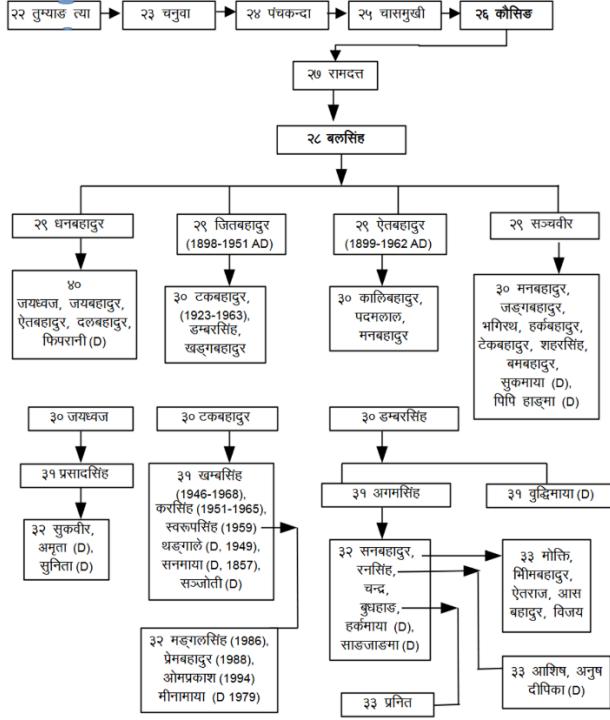 २२ तुम्याङ त्या
२३ चनुवा
२४ पंचकन्दा
२५ चासमुखी
२६ कौसिङ
२७ रामदत्त
२८ बलसिंह
२९ धनबहादुर
२९ जितबहादुर
(1898-1951 AD)
२९ ऐतबहादुर
(1899-1962 AD)
२९ सञ्चवीर
४०
जयध्वज, जयबहादुर,
ऐतबहादुर, दलबहादुर,
फिपरानी (D)
३० टकबहादुर,
(1923-1963)
डम्बरसिंह,
खड्गबहादुर
३० कालिबहादुर,
पदमलाल,
मनबहादुर
३० मनबहादुर,
जङ्गबहादुर,
भगिरथ, हर्कबहादुर,
टेकबहादुर, शहरसिंह,
बमबहादुर,
सुकमाया (D),
पिपि हाङ्मा (D)
३० जयध्वज
३० टकबहादुर
३० डम्बरसिंह
३१ प्रसादसिंह
३१ खम्बसिंह
(1946-1968)
करसिंह (1951-1965)
स्वरूपसिंह (1959)
थङ्गाले (D. 1949),
सनमाया (D, 1857),
सञ्जोती (D)
३१ अगमसिंह
३१ वुद्धिमाया (D)
३२ सुकवीर,
अमृता (D),
सुनिता (D)
३२ सनबहादुर,
रनसिंह,
चन्द्र,
बुधहाङ,
हर्कमाया (D),
साङजाङमा (D)
३३ मोक्ति,
भिीमबहादुर,
ऐतराज, आस
बहादुर, विजय
३२ मङ्गलसिंह (1986),
प्रेमबहादुर (1988),
ओमप्रकाश (1994)
मीनामाया (D 1979)
३३ आशिष, अनुष
दीपिका (D)
३३ प्रनित